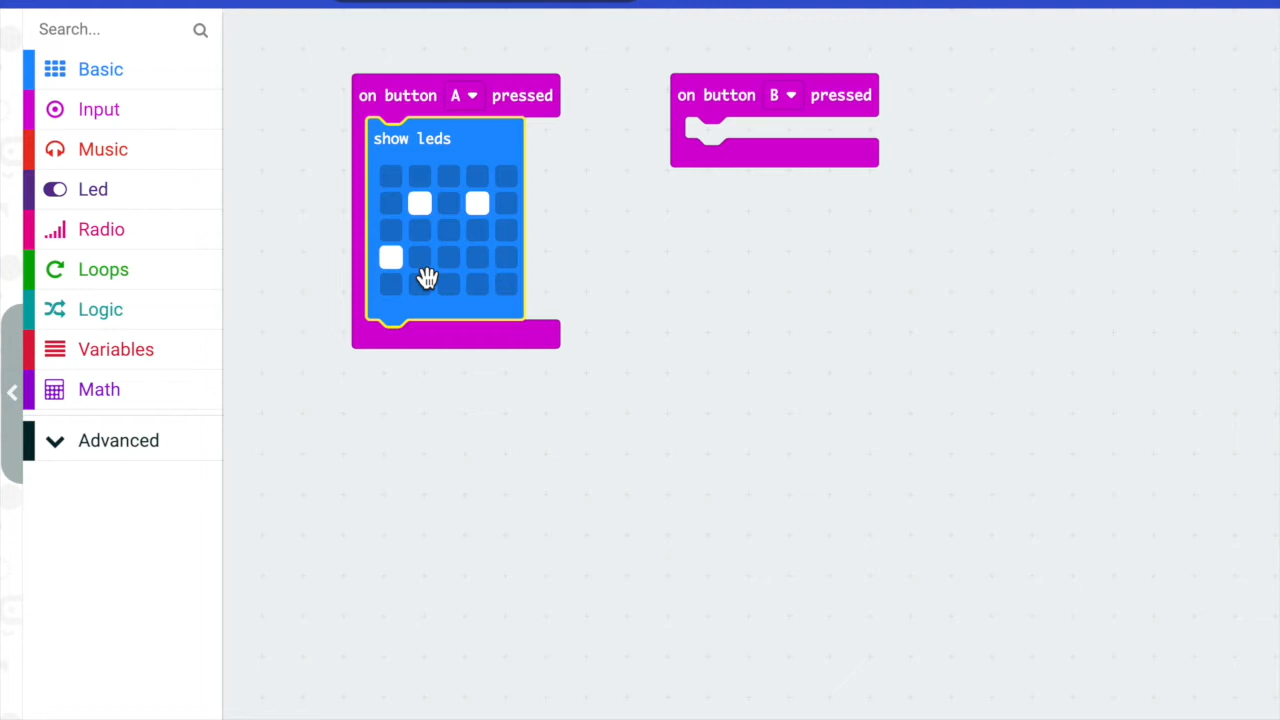 Search...
Basic
Input
Music
Led
Radio
Loops
Logic
Variables
Math
Advanced
on button A pressed
show leds
on button B pressed